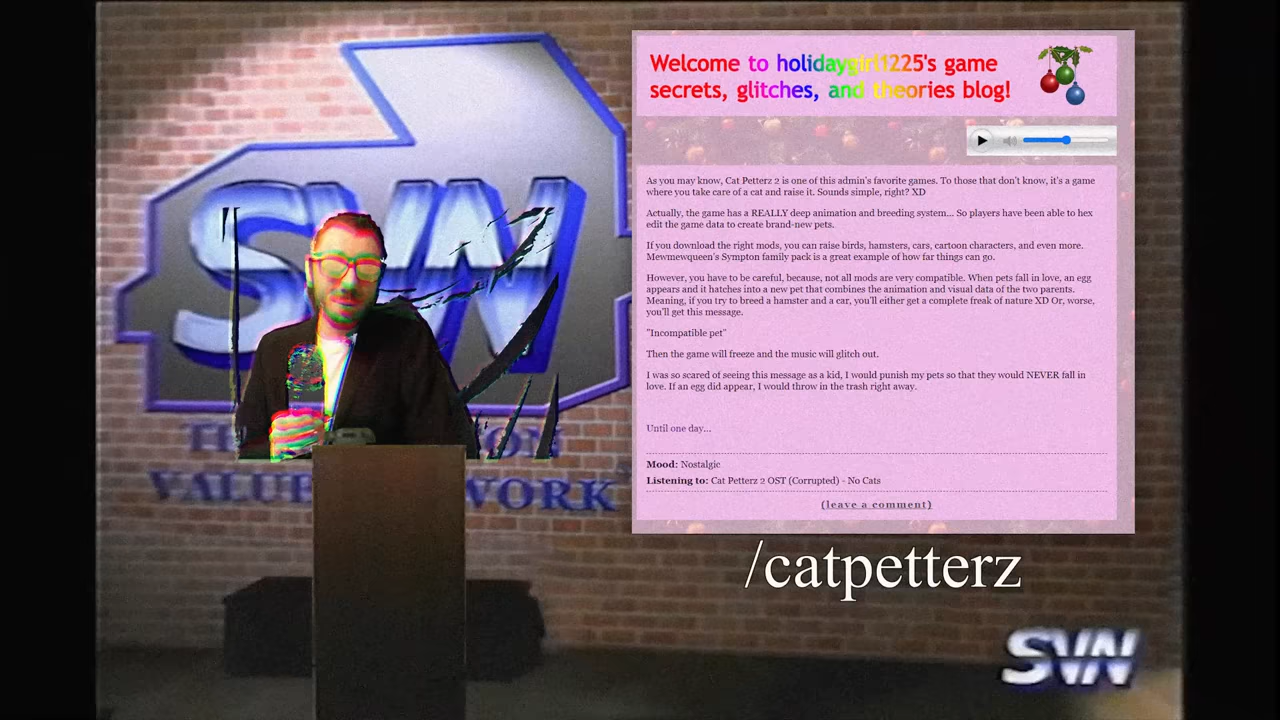 SVN
TH
ION
VALUE
WORK
Welcome to holidaygirl1225's game
secrets, glitches, and theories blog!
As you may know, Cat Petterz 2 is one of this admin's favorite games. To those that don't know, it's a game
where you take care of a cat and raise it. Sounds simple, right? XD
Actually, the game has a REALLY deep animation and breeding system... So players have been able to hex
edit the game data to create brand-new pets.
If you download the right mods, you can raise birds, hamsters, cars, cartoon characters, and even more.
Mewmewqueen's Sympton family pack is a great example of how far things can go.
However, you have to be careful, because, not all mods are very compatible. When pets fall in love, an egg
appears and it hatches into a new pet that combines the animation and visual data of the two parents.
Meaning, if you try to breed a hamster and a car, you'll either get a complete freak of nature XD Or, worse,
you'll get this message.
"Incompatible pet"
Then the game will freeze and the music will glitch out.
I was so scared of seeing this message as a kid, I would punish my pets so that they would NEVER fall in
love. If an egg did appear, I would throw in the trash right away.
Until one day...
Mood: Nostalgic
Listening to: Cat Petterz 2 OST (Corrupted) - No Cats
(leave a comment)
/catpetterz
SVN